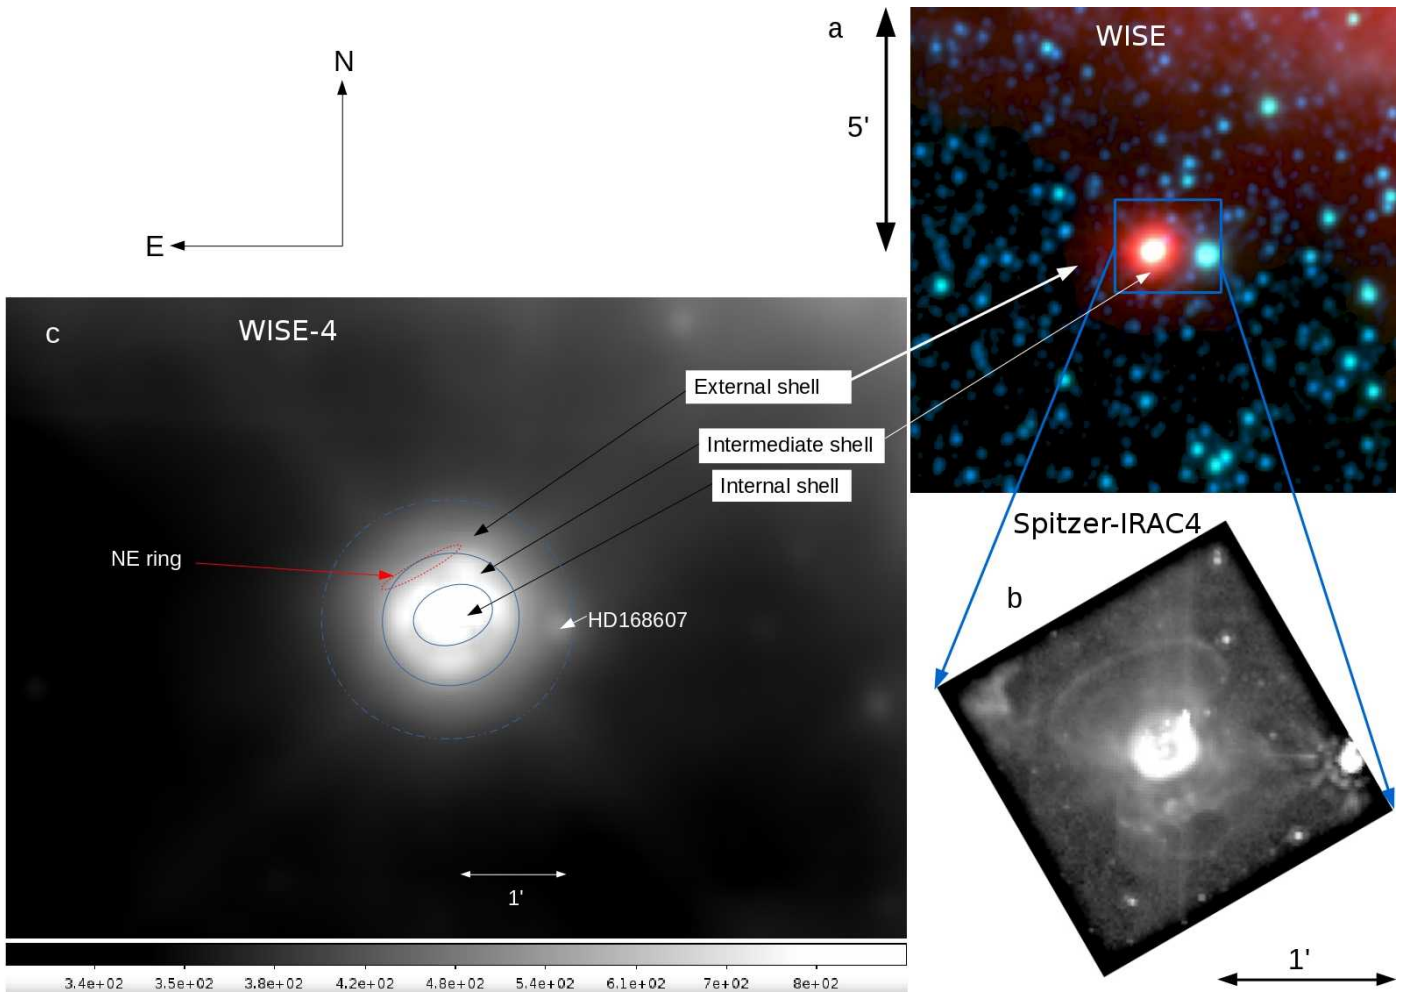 N
E
a
5'
WISE
c
WISE-4
External shell
Intermediate shell
Internal shell
NE ring
HD168607
1'
3.4e+02 3.5e+02 3.8e+02 4.2e+02 4.8e+02 5.4e+02 6.1e+02 7e+02 8e+02
Spitzer-IRAC4
b
1'